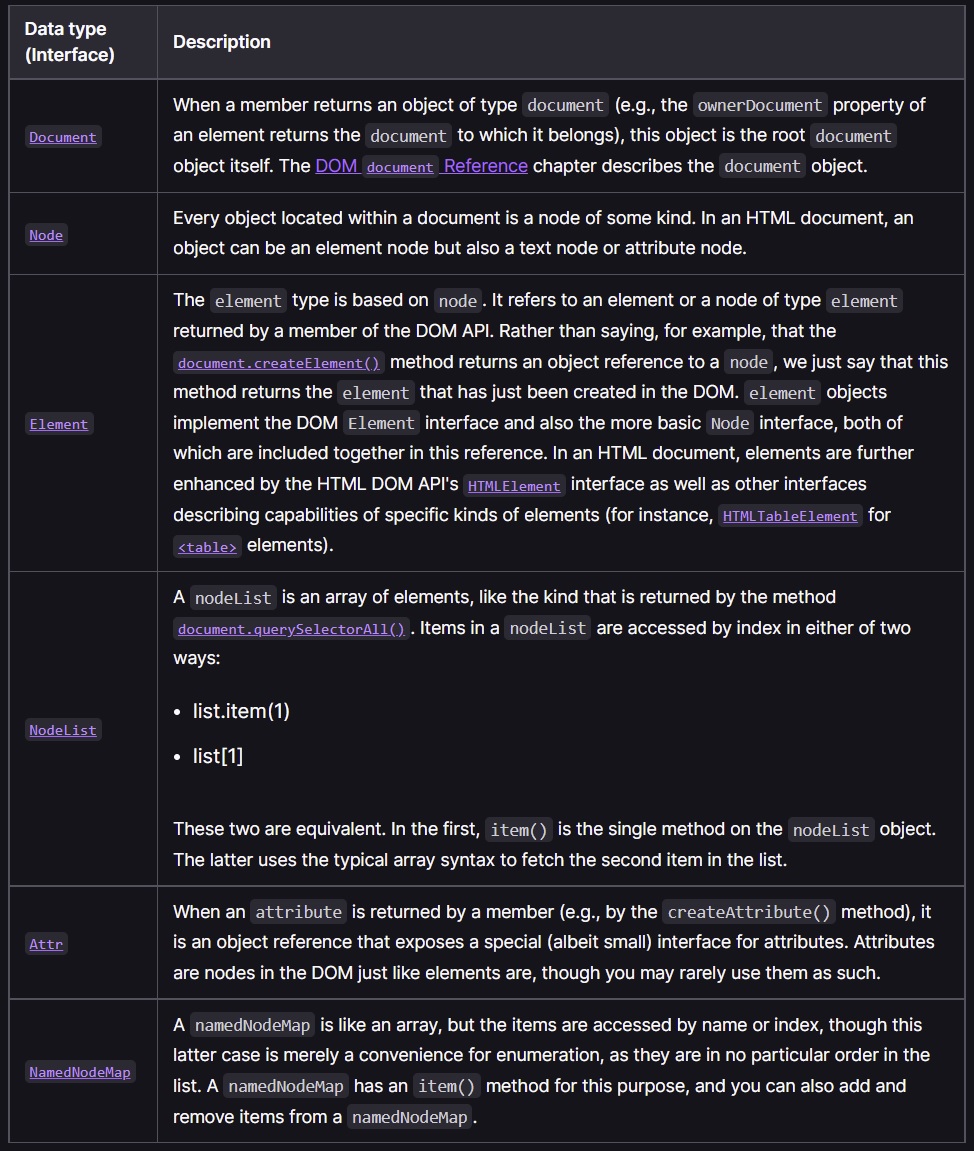 Data type
(Interface)
Description
Document
When a member returns an object of type document (e.g., the ownerDocument property of
an element returns the document to which it belongs), this object is the root document
object itself. The DOM document Reference chapter describes the document object.
Node
Every object located within a document is a node of some kind. In an HTML document, an
object can be an element node but also a text node or attribute node.
Element
The element type is based on node. It refers to an element or a node of type element
returned by a member of the DOM API. Rather than saying, for example, that the
document.createElement() method returns an object reference to a node, we just say that this
method returns the element that has just been created in the DOM. element objects
implement the DOM Element interface and also the more basic Node interface, both of
which are included together in this reference. In an HTML document, elements are further
enhanced by the HTML DOM API's HTMLElement interface as well as other interfaces
describing capabilities of specific kinds of elements (for instance, HTMLTableElement for
<table> elements).
NodeList
A nodeList is an array of elements, like the kind that is returned by the method
document.querySelectorAll(). Items in a nodeList are accessed by index in either of two
ways:
• list.item(1)
• list[1]
These two are equivalent. In the first, item() is the single method on the nodeList object.
The latter uses the typical array syntax to fetch the second item in the list.
Attr
When an attribute is returned by a member (e.g., by the createAttribute() method), it
is an object reference that exposes a special (albeit small) interface for attributes. Attributes
are nodes in the DOM just like elements are, though you may rarely use them as such.
NamedNodeMap
A namedNodeMap is like an array, but the items are accessed by name or index, though this
latter case is merely a convenience for enumeration, as they are in no particular order in the
list. A namedNodeMap has an item() method for this purpose, and you can also add and
remove items from a namedNodeMap.